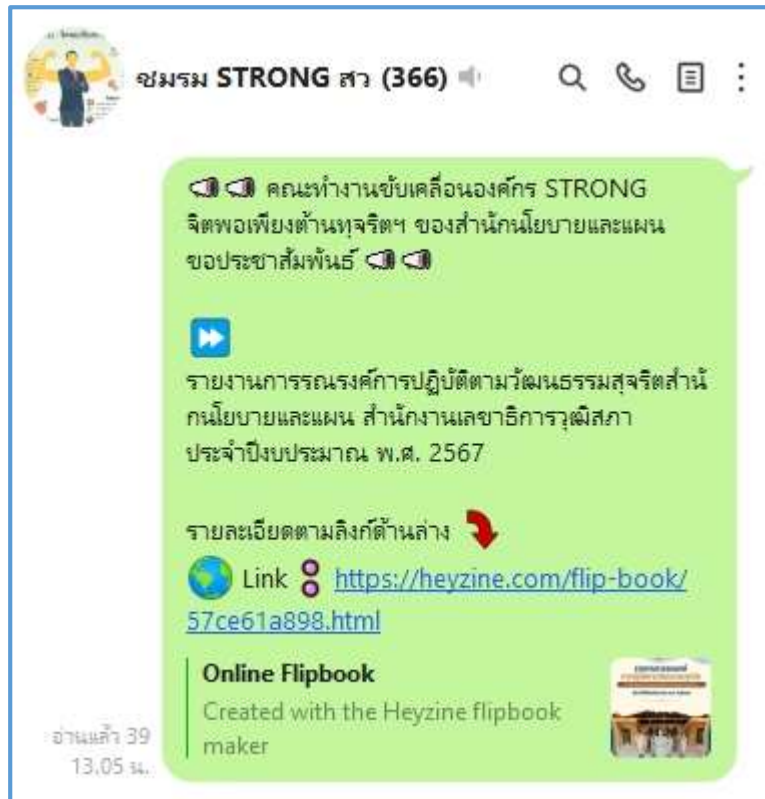 ชมรม STRONG สว (366)
คณะทำงานขับเคลื่อนองค์กร STRONG
จิตพอเพียงต้านทุจริตฯ ของสำนักนโยบายและแผน
ขอประชาสัมพันธ์
รายงานการรณรงค์การปฏิบัติตามวัฒนธรรมสุจริตสำนั
กนโยบายและแผน สำนักงานเลขาธิการวุฒิสภา
ประจำปีงบประมาณ พ.ศ. 2567
รายละเอียดตามลิงก์ด้านล่าง
Link https://heyzine.com/flip-book/
57ce61a898.html
Online Flipbook
Created with the Heyzine flipbook
maker
อ่านแล้ว 39
13.05 น.